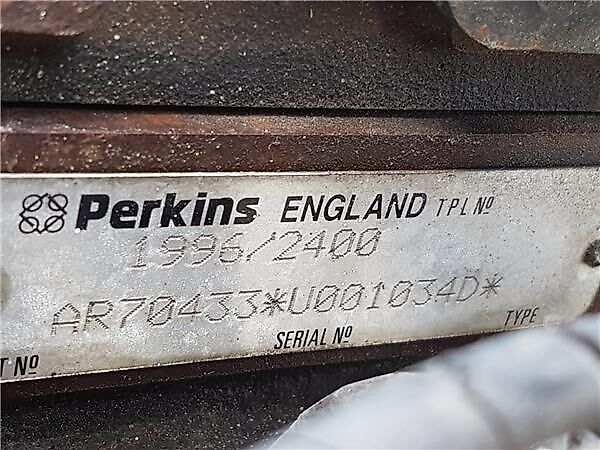 Perkins ENGLAND TPL Nº
1996/2400
AR70433*U001034D*
T Nº SERIAL Nº TYPE